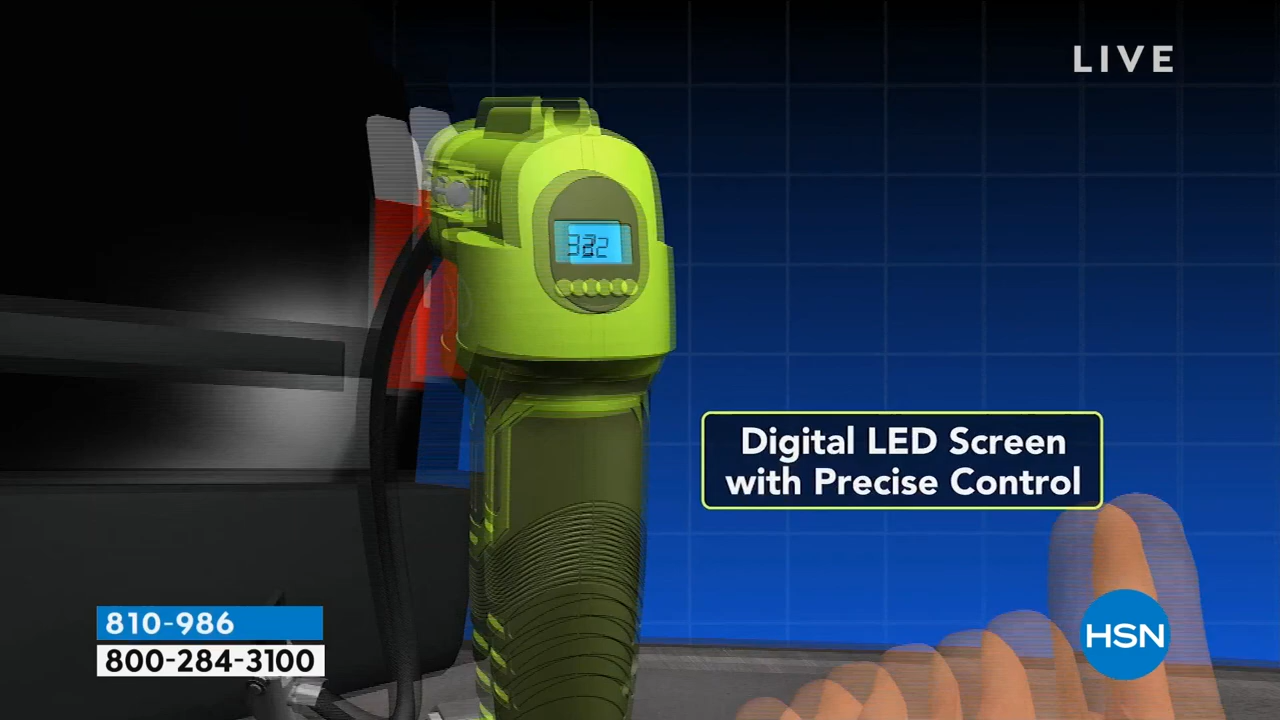 LIVE
Digital LED Screen
with Precise Control
810-986
800-284-3100
HSN